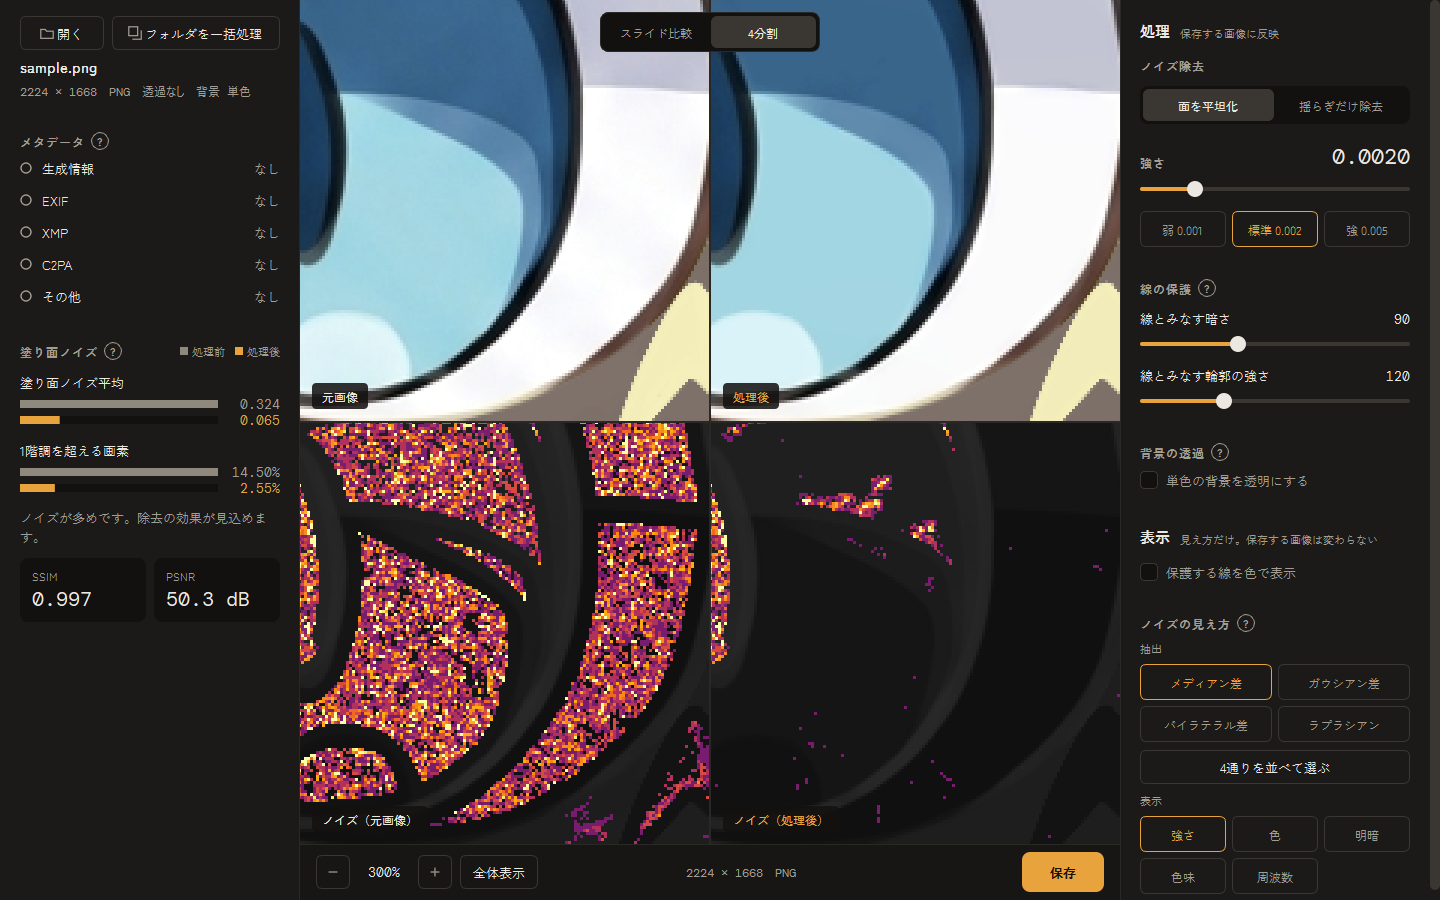 開く
フォルダを一括処理
sample.png
2224 × 1668 PNG 透過なし 背景 単色
メタデータ ?
生成情報 なし
EXIF なし
XMP なし
C2PA なし
その他 なし
塗り面ノイズ ? 処理前 処理後
塗り面ノイズ平均
0.324
0.065
1階調を超える画素
14.50%
2.55%
ノイズが多めです。除去の効果が見込めま
す。
SSIM
0.997
PSNR
50.3 dB
スライド比較 4分割
元画像
処理後
ノイズ（元画像）
ノイズ（処理後）
− 300% + 全体表示
2224 × 1668 PNG
保存
処理 保存する画像に反映
ノイズ除去
面を平坦化 揺らぎだけ除去
強さ 0.0020
弱 0.001 標準 0.002 強 0.005
線の保護 ?
線とみなす暗さ 90
線とみなす輪郭の強さ 120
背景の透過 ?
単色の背景を透明にする
表示 見え方だけ。保存する画像は変わらない
保護する線を色で表示
ノイズの見え方 ?
抽出
メディアン差 ガウシアン差
バイラテラル差 ラプラシアン
4通りを並べて選ぶ
表示
強さ 色 明暗
色味 周波数